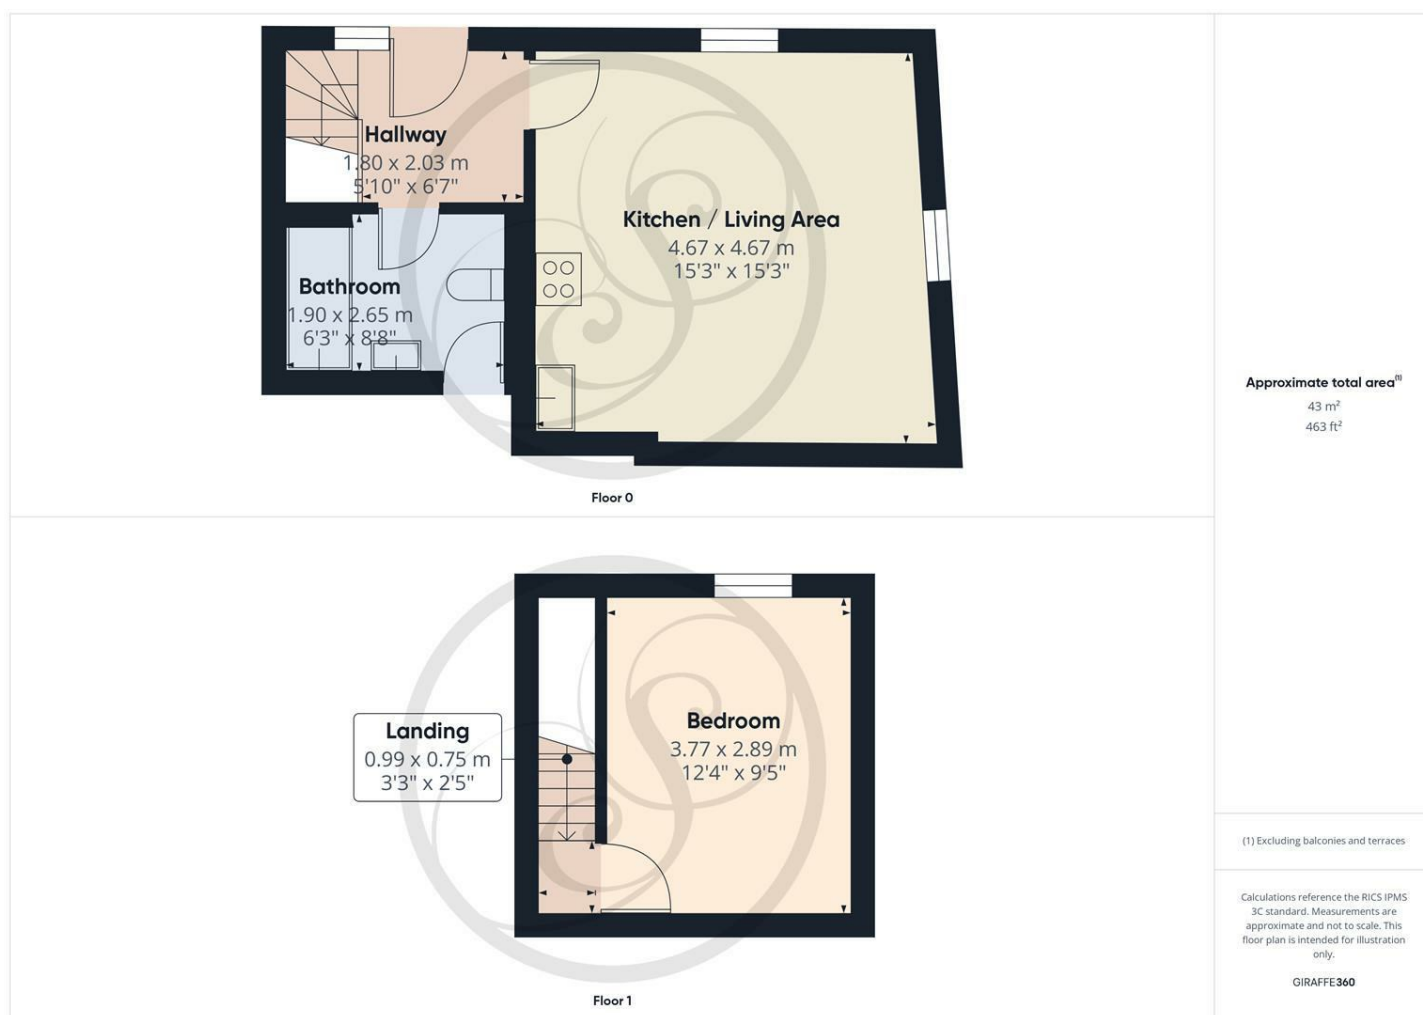 Hallway
1.80 x 2.03 m
5'10" x 6'7"
Kitchen / Living Area
4.67 x 4.67 m
15'3" x 15'3"
Bathroom
1.90 x 2.65 m
6'3" x 8'8"
Floor 0
Approximate total area(1)
43 m²
463 ft²
Landing
0.99 x 0.75 m
3'3" x 2'5"
Bedroom
3.77 x 2.89 m
12'4" x 9'5"
Floor 1
(1) Excluding balconies and terraces
Calculations reference the RICS IPMS
3C standard. Measurements are
approximate and not to scale. This
floor plan is intended for illustration
only.
GIRAFFE360